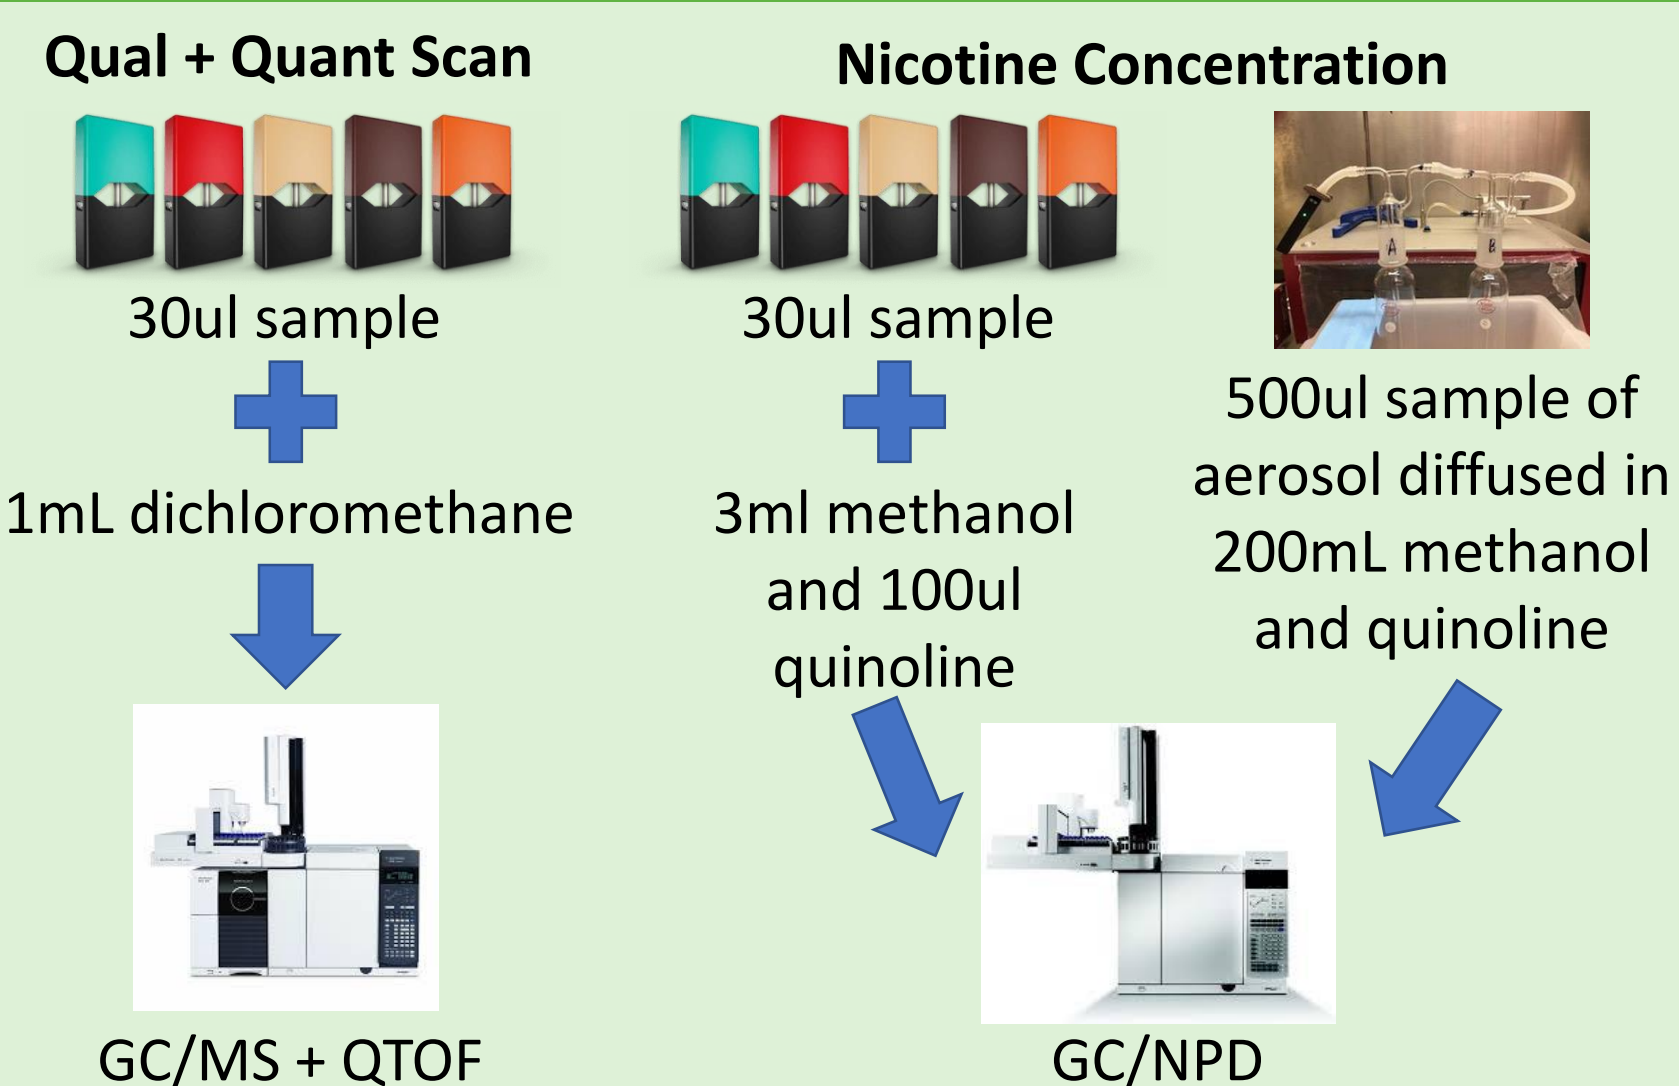 Qual + Quant Scan
30ul sample
1mL dichloromethane
GC/MS + QTOF
Nicotine Concentration
30ul sample
3ml methanol
and 100ul
quinoline
A
B
500ul sample of
aerosol diffused in
200mL methanol
and quinoline
GC/NPD